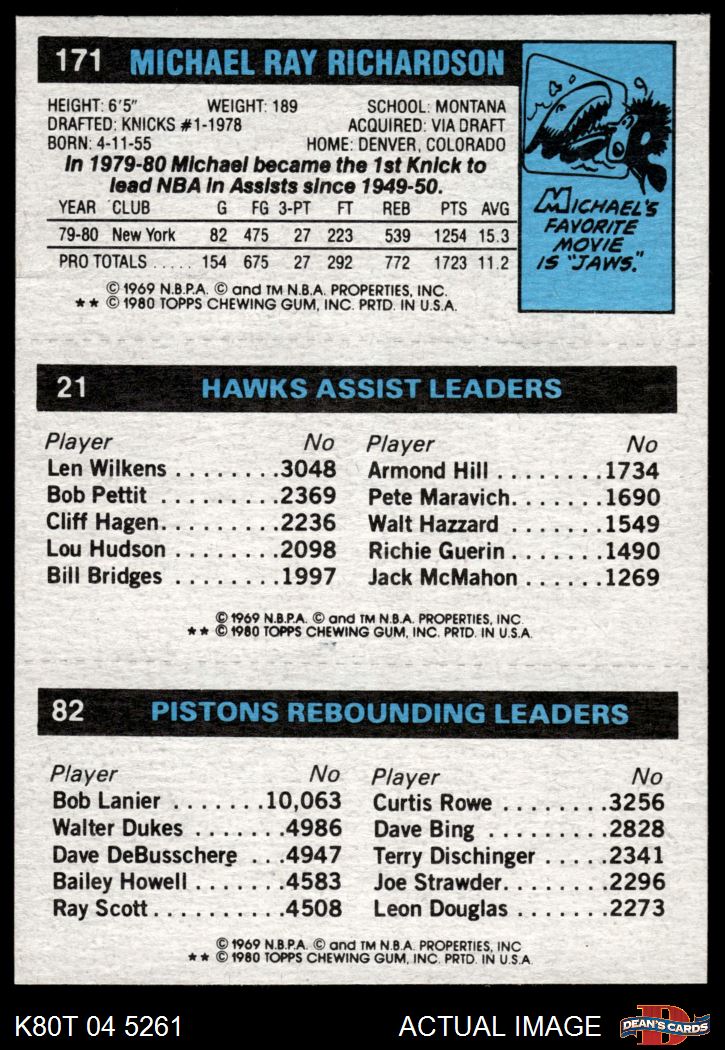 171 MICHAEL RAY RICHARDSON
HEIGHT: 6'5" WEIGHT: 189 SCHOOL: MONTANA
DRAFTED: KNICKS #1-1978 ACQUIRED: VIA DRAFT
BORN: 4-11-55 HOME: DENVER, COLORADO
In 1979-80 Michael became the 1st Knick to
lead NBA in Assists since 1949-50.
YEAR CLUB G FG 3-PT FT REB PTS AVG
79-80 New York 82 475 27 223 539 1254 15.3
PRO TOTALS ..... 154 675 27 292 772 1723 11.2
© 1969 N.B.P.A. © and TM N.B.A. PROPERTIES, INC.
★★ © 1980 TOPPS CHEWING GUM, INC. PRTD. IN U.S.A.
MICHAEL'S
FAVORITE
MOVIE
IS "JAWS."
21 HAWKS ASSIST LEADERS
Player No Player No
Len Wilkens ........3048 Armond Hill ........1734
Bob Pettit ........2369 Pete Maravich.......1690
Cliff Hagen.........2236 Walt Hazzard .......1549
Lou Hudson ........2098 Richie Guerin.......1490
Bill Bridges ........1997 Jack McMahon ......1269
© 1969 N.B.P.A. © and TM N.B.A. PROPERTIES, INC.
★★ © 1980 TOPPS CHEWING GUM, INC. PRTD. IN U.S.A.
82 PISTONS REBOUNDING LEADERS
Player No Player No
Bob Lanier .......10,063 Curtis Rowe ........3256
Walter Dukes .......4986 Dave Bing .........2828
Dave DeBusschere ...4947 Terry Dischinger .....2341
Bailey Howell .......4583 Joe Strawder........2296
Ray Scott..........4508 Leon Douglas .......2273
© 1969 N.B.P.A. © and TM N.B.A. PROPERTIES, INC
★★ © 1980 TOPPS CHEWING GUM, INC. PRTD. IN U.S.A.
K80T 04 5261 ACTUAL IMAGE D DEAN'S CARDS